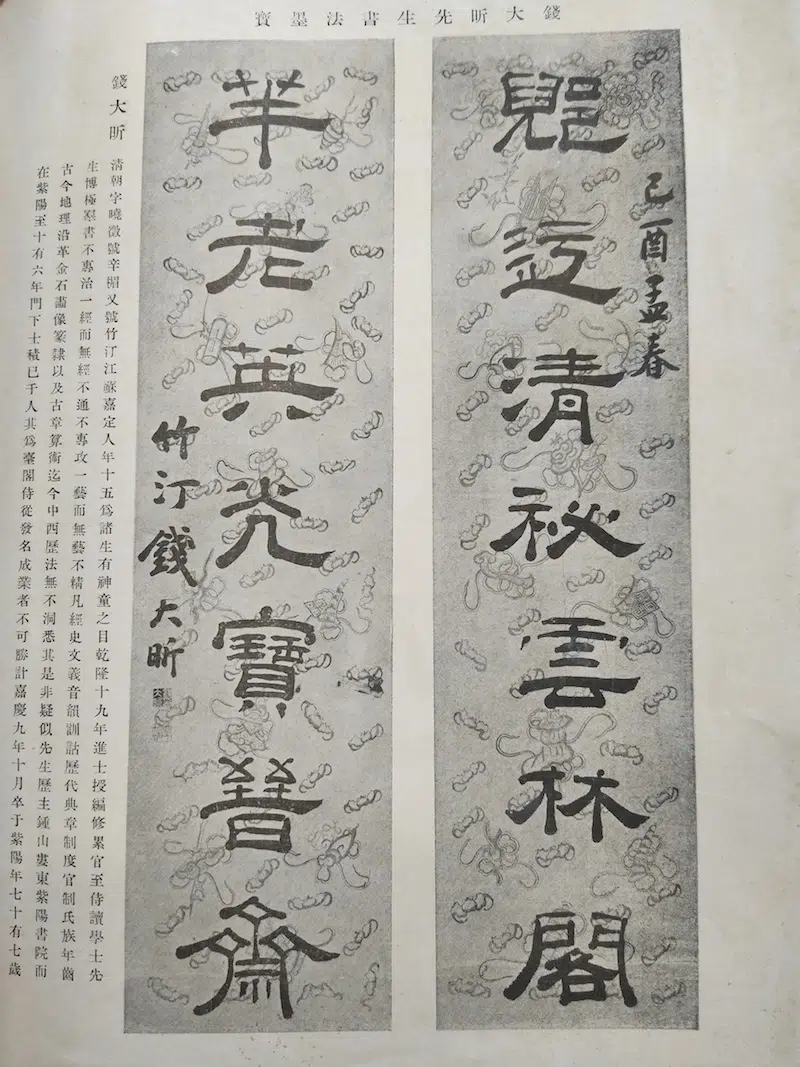 錢大昕先生書法墨寶
己酉孟春
郳迃清祕雲林閣
芈老英光寶晉齋
竹汀錢大昕
錢大昕
清朝字曉徵號辛楣又號竹汀江蘇嘉定人年十五爲諸生有神童之目乾隆十九年進士授編修累官至侍讀學士先
生博極羣書不專治一經而無經不通不專攻一藝而無藝不精凡經史文義音韻訓詁歷代典章制度官制氏族年齒
古今地理沿革金石畫像篆隸以及古章算術迄今中西歷法無不洞悉其是非疑似先生歷主鍾山婁東紫陽書院而
在紫陽至十有六年門下士積已千人其爲臺閣侍從發名成業者不可勝計嘉慶九年十月卒于紫陽年七十有七歲